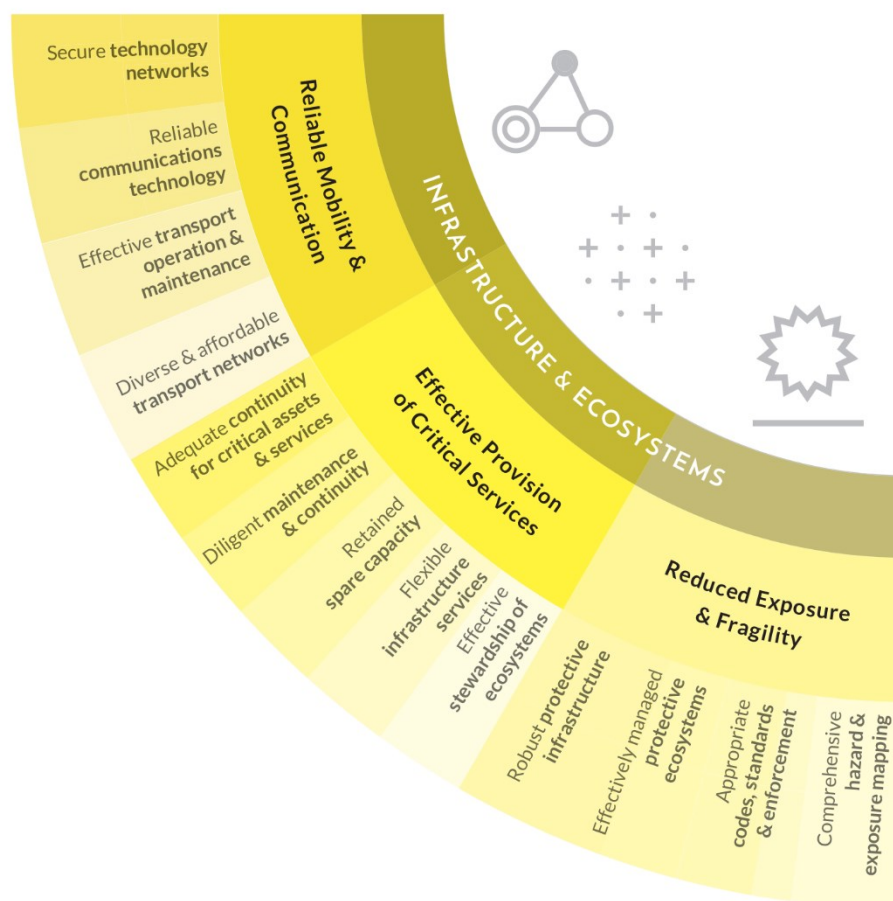 INFRASTRUCTURE & ECOSYSTEMS
Reliable Mobility &
Communication
Secure technology
networks
Reliable
communications
technology
Effective transport
operation &
maintenance
Diverse & affordable
transport networks
Effective Provision
of Critical Services
Adequate continuity
for critical assets
& services
Diligent maintenance
& continuity
Retained
spare capacity
Flexible
infrastructure
services
Effective
stewardship of
ecosystems
Reduced Exposure
& Fragility
Robust protective
infrastructure
Effectively managed
protective
ecosystems
Appropriate
codes, standards
& enforcement
Comprehensive
hazard &
exposure mapping